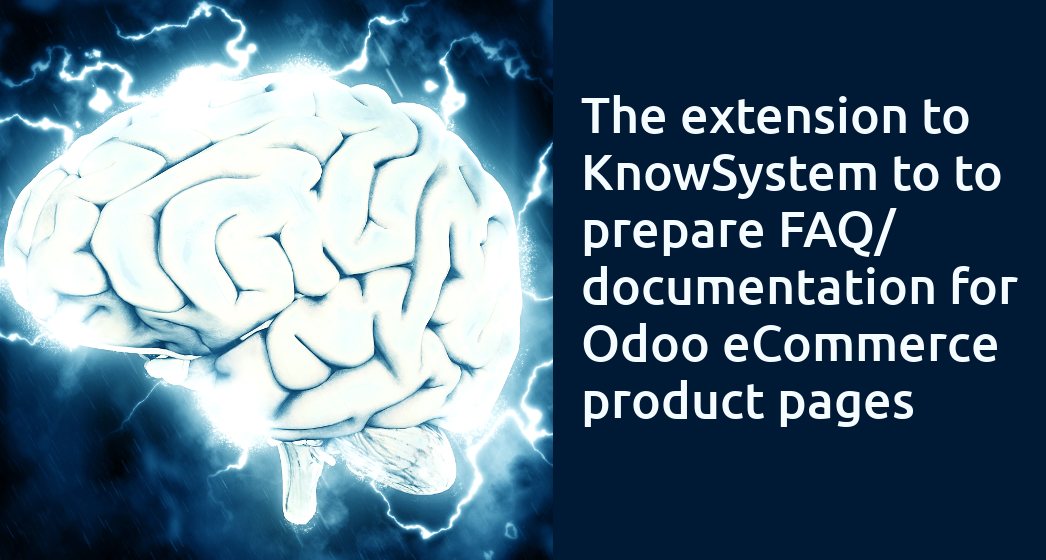 The extension to
KnowSystem to to
prepare FAQ/
documentation for
Odoo eCommerce
product pages